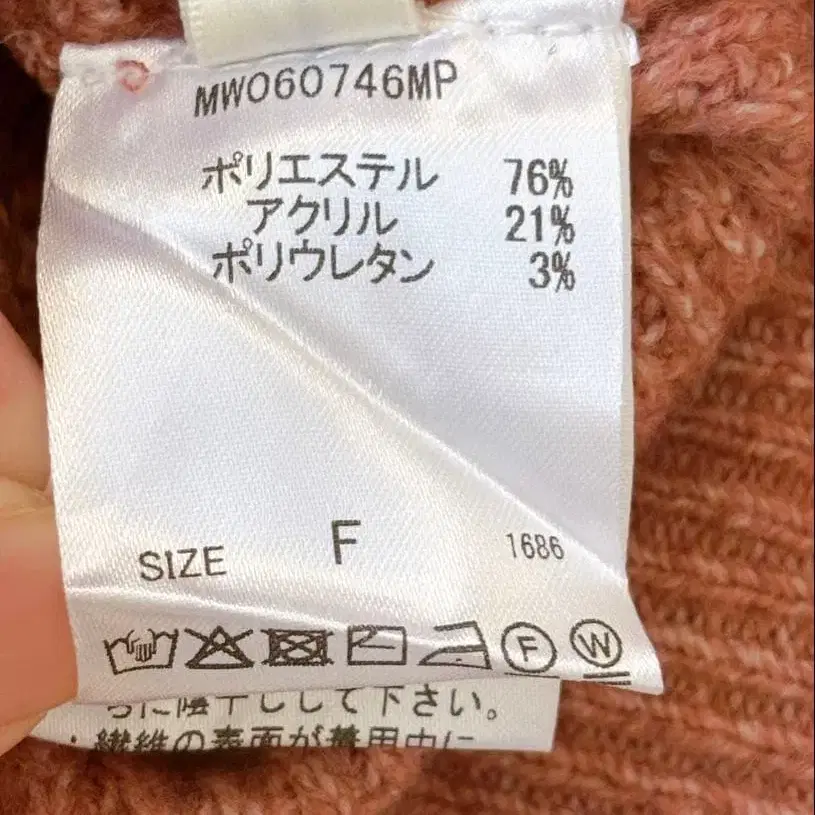 MW060746MP
ポリエステル 76%
アクリル 21%
ポリウレタン 3%
SIZE F 1686
F W
に陰干しして下さい。
・繊維の表面が着用中に